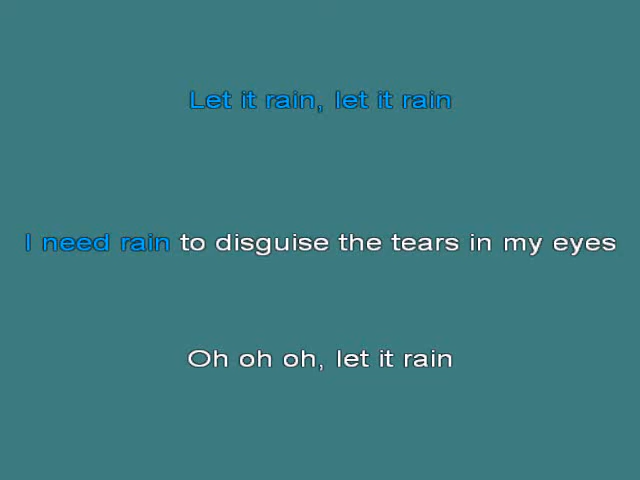 Let it rain, let it rain
I need rain to disguise the tears in my eyes
Oh oh oh, let it rain